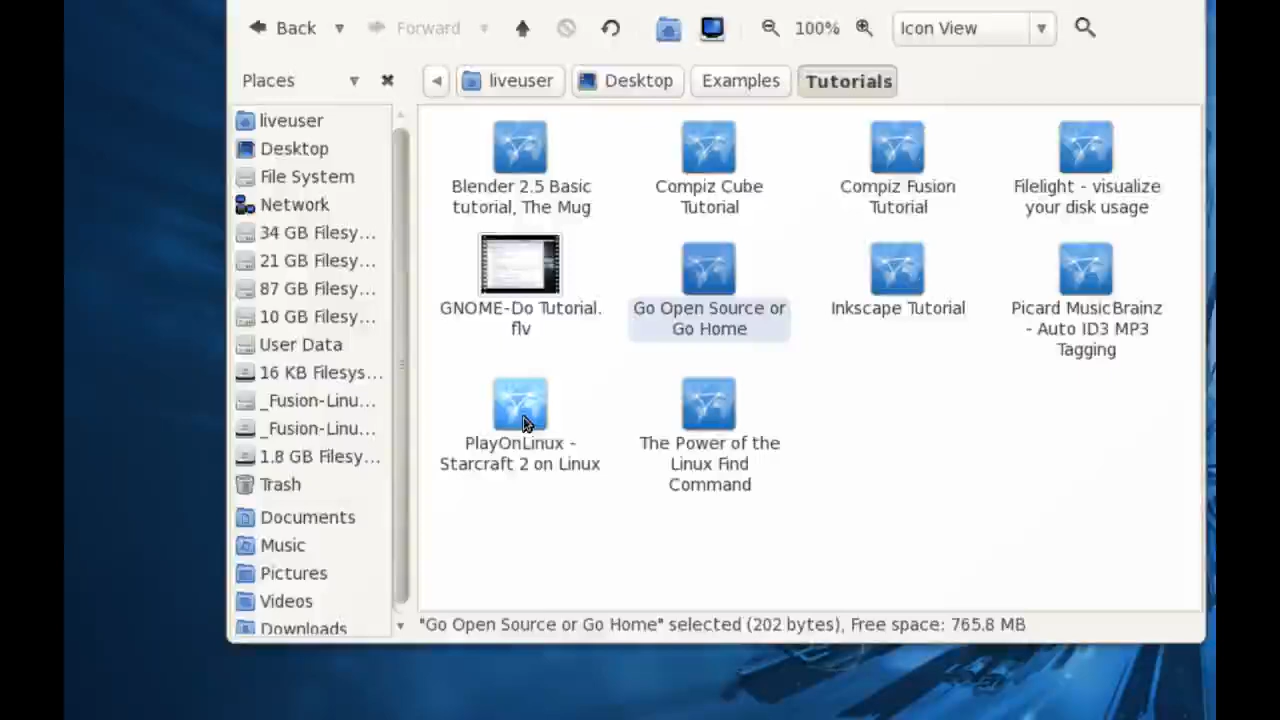 Back
Forward
100%
Icon View
Places
liveuser
Desktop
Examples
Tutorials
liveuser
Desktop
File System
Network
34 GB Filesy...
21 GB Filesy...
87 GB Filesy...
10 GB Filesy...
User Data
16 KB Filesys...
_Fusion-Linu...
_Fusion-Linu...
1.8 GB Filesy...
Trash
Documents
Music
Pictures
Videos
Downloads
Blender 2.5 Basic
tutorial, The Mug
Compiz Cube
Tutorial
Compiz Fusion
Tutorial
Filelight - visualize
your disk usage
GNOME-Do Tutorial.
flv
Go Open Source or
Go Home
Inkscape Tutorial
Picard MusicBrainz
- Auto ID3 MP3
Tagging
PlayOnLinux -
Starcraft 2 on Linux
The Power of the
Linux Find
Command
"Go Open Source or Go Home" selected (202 bytes), Free space: 765.8 MB